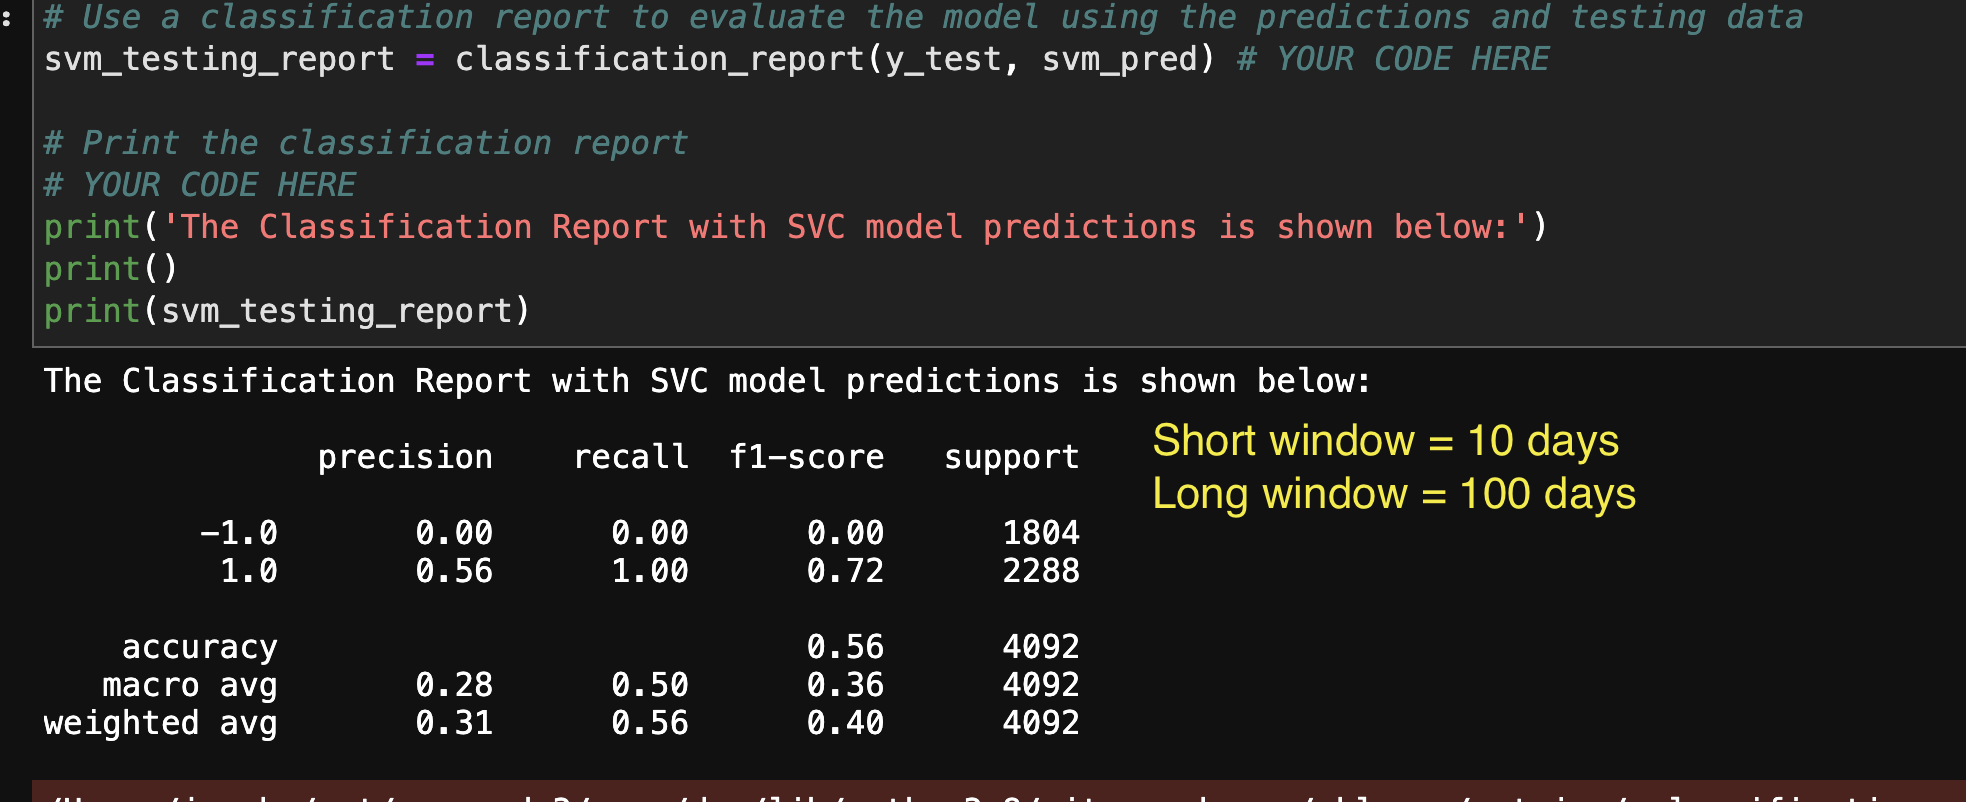 :
# Use a classification report to evaluate the model using the predictions and testing data
svm_testing_report = classification_report(y_test, svm_pred) # YOUR CODE HERE
# Print the classification report
# YOUR CODE HERE
print('The Classification Report with SVC model predictions is shown below:')
print()
print(svm_testing_report)
The Classification Report with SVC model predictions is shown below:
Short window = 10 days
Long window = 100 days
precision recall f1-score support
-1.0 0.00 0.00 0.00 1804
1.0 0.56 1.00 0.72 2288
accuracy 0.56 4092
macro avg 0.28 0.50 0.36 4092
weighted avg 0.31 0.56 0.40 4092